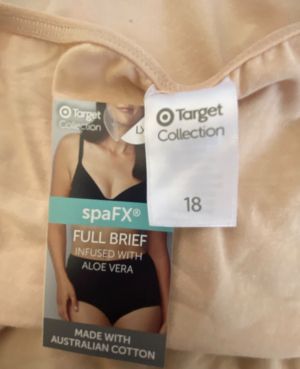 Target
Collection
spaFX®
FULL BRIEF
INFUSED WITH
ALOE VERA
MADE WITH
AUSTRALIAN COTTON
Target
Collection
18